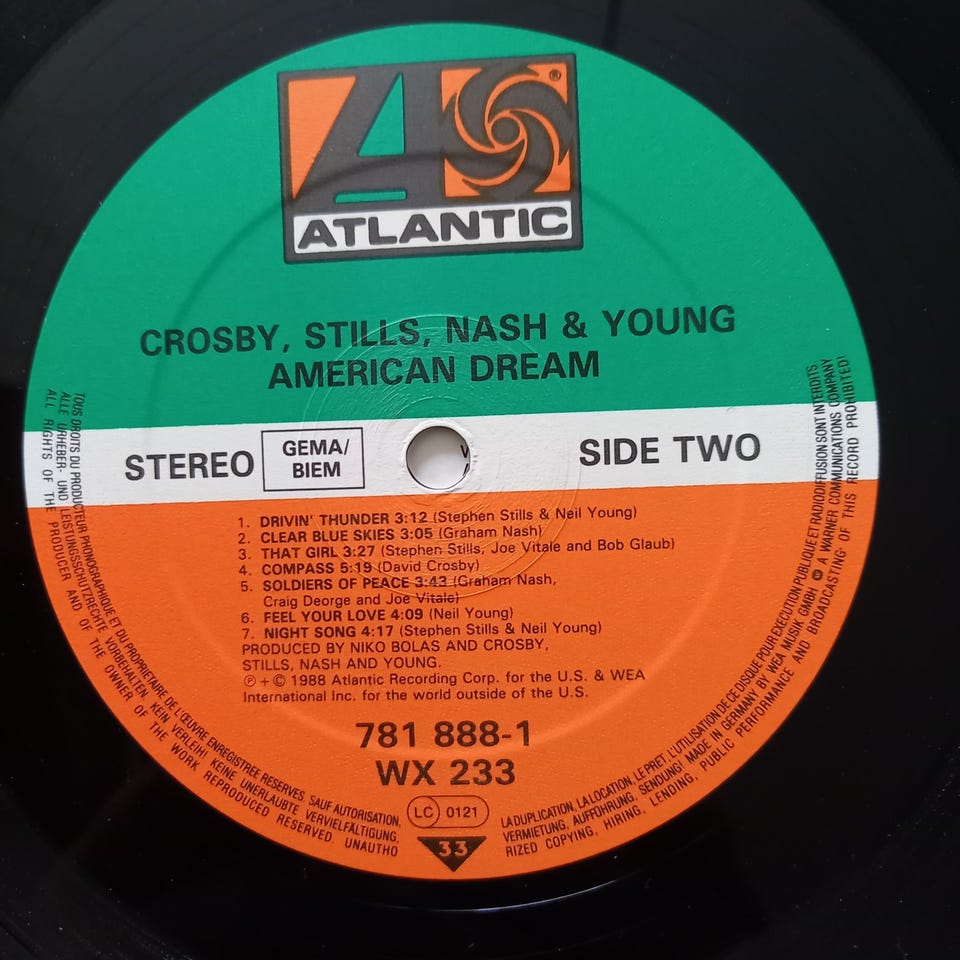 ®
ATLANTIC
CROSBY, STILLS, NASH & YOUNG
AMERICAN DREAM
STEREO
GEMA/
BIEM
SIDE TWO
1. DRIVIN' THUNDER 3:12 (Stephen Stills & Neil Young)
2. CLEAR BLUE SKIES 3:05 (Graham Nash)
3. THAT GIRL 3:27 (Stephen Stills, Joe Vitale and Bob Glaub)
4. COMPASS 5:19 (David Crosby)
5. SOLDIERS OF PEACE 3:43 (Graham Nash,
Craig Deorge and Joe Vitale)
6. FEEL YOUR LOVE 4:09 (Neil Young)
7. NIGHT SONG 4:17 (Stephen Stills & Neil Young)
PRODUCED BY NIKO BOLAS AND CROSBY,
STILLS, NASH AND YOUNG.
℗ + © 1988 Atlantic Recording Corp. for the U.S. & WEA
International Inc. for the world outside of the U.S.
781 888-1
WX 233
LC 0121
33
TOUS DROITS DU PRODUCTEUR PHONOGRAPHIQUE ET DU PROPRIETAIRE DE L'ŒUVRE ENREGISTREE RESERVES. SAUF AUTORISATION, LA DUPLICATION, LA LOCATION, LE PRET, L'UTILISATION DE CE DISQUE POUR EXECUTION PUBLIQUE ET RADIODIFFUSION SONT INTERDITS
ALLE URHEBER- UND LEISTUNGSSCHUTZRECHTE VORBEHALTEN KEIN VERLEIH! KEINE UNERLAUBTE VERVIELFÄLTIGUNG, VERMIETUNG, AUFFÜHRUNG, SENDUNG! MADE IN GERMANY BY WEA MUSIK GMBH A WARNER COMMUNICATIONS COMPANY
ALL RIGHTS OF THE PRODUCER AND OF THE OWNER OF THE WORK REPRODUCED RESERVED. UNAUTHORIZED COPYING, HIRING, LENDING, PUBLIC PERFORMANCE AND BROADCASTING OF THIS RECORD PROHIBITED!